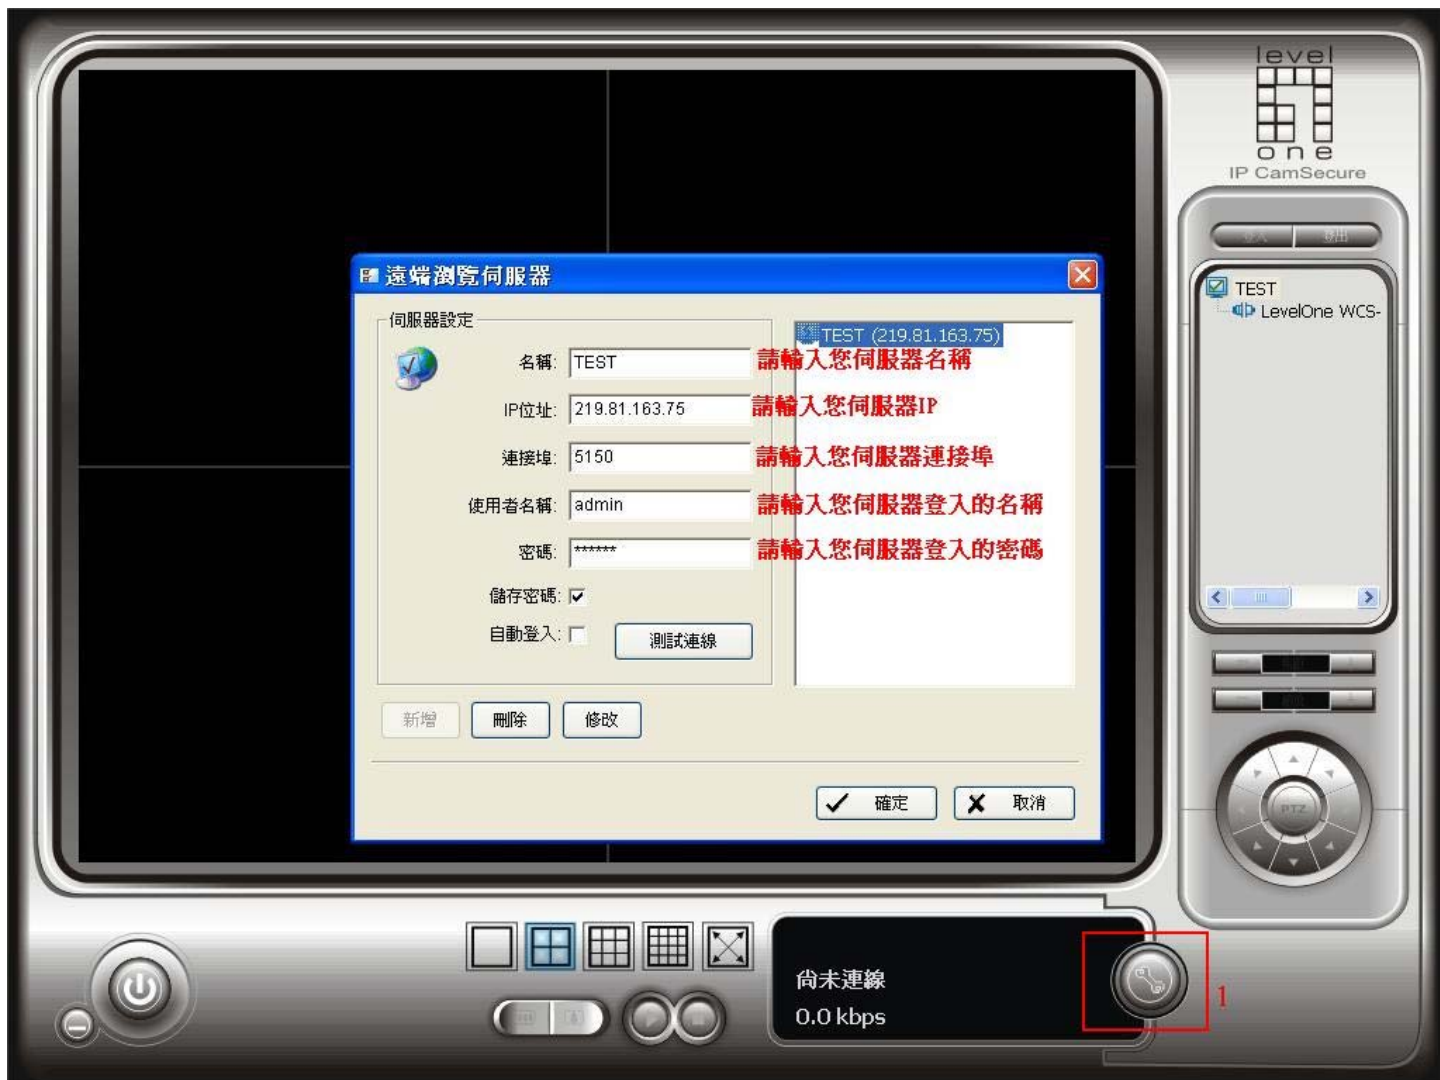 level
one
IP CamSecure
登入 登出
TEST
LevelOne WCS-
遠端瀏覽伺服器
伺服器設定
TEST (219.81.163.75)
名稱: TEST 請輸入您伺服器名稱
IP位址: 219.81.163.75 請輸入您伺服器IP
連接埠: 5150 請輸入您伺服器連接埠
使用者名稱: admin 請輸入您伺服器登入的名稱
密碼: ****** 請輸入您伺服器登入的密碼
儲存密碼:
自動登入: 測試連線
新增 刪除 修改
確定 取消
PTZ
尚未連線
0.0 kbps
1